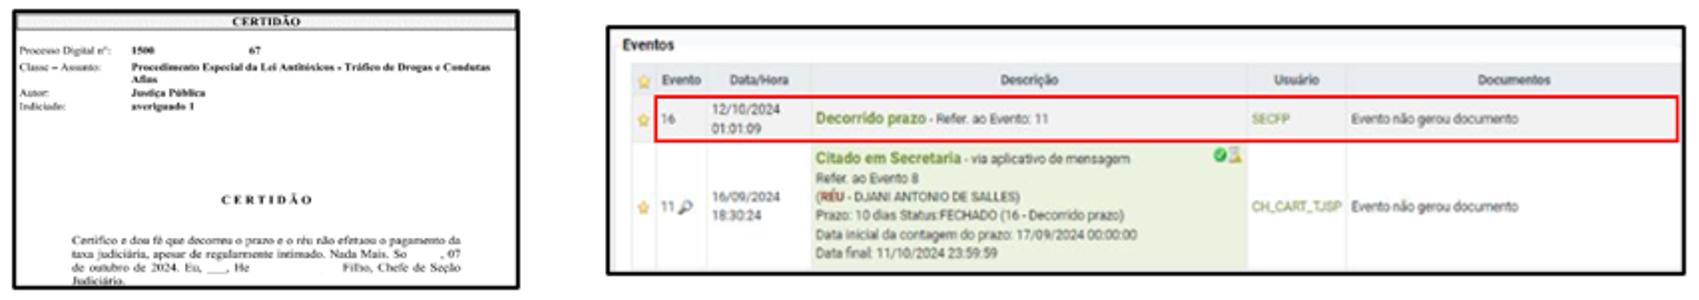 CERTIDÃO
Processo Digital nº: 1500 67
Classe – Assunto: Procedimento Especial da Lei Antitóxicos - Tráfico de Drogas e Condutas
Afins
Autor: Justiça Pública
Indiciado: averiguado 1
CERTIDÃO
Certifico e dou fé que decorreu o prazo e o réu não efetuou o pagamento da
taxa judiciária, apesar de regularmente intimado. Nada Mais. So , 07
de outubro de 2024. Eu, ___, He Filho, Chefe de Seção
Judiciário.
Eventos
Evento Data/Hora Descrição Usuário Documentos
16 12/10/2024 01:01:09 Decorrido prazo - Refer. ao Evento: 11 SECFP Evento não gerou documento
Citado em Secretaria - via aplicativo de mensagem
Refer. ao Evento 8
11 16/09/2024 18:30:24 (RÉU - DJANI ANTONIO DE SALLES) CH_CART_TJSP Evento não gerou documento
Prazo: 10 dias Status:FECHADO (16 - Decorrido prazo)
Data inicial da contagem do prazo: 17/09/2024 00:00:00
Data final: 11/10/2024 23:59:59